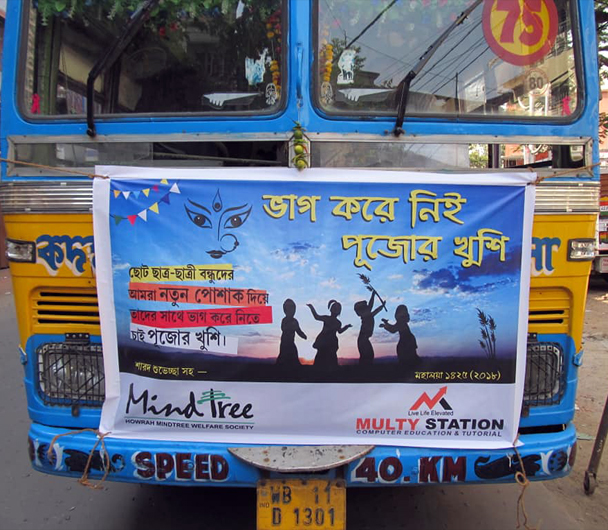 75
80
ভাগ করে নিই
পূজোর খুশি
ছোট ছাত্র-ছাত্রী বন্ধুদের
আমরা নতুন পোশাক দিয়ে
তাদের সাথে ভাগ করে নিতে
চাই পূজোর খুশি।
শারদ শুভেচ্ছা সহ —
মহালয়া ১৪২৫ (২০১৮)
MindTree
HOWRAH MINDTREE WELFARE SOCIETY
Live Life Elevated
MULTY STATION
COMPUTER EDUCATION & TUTORIAL
SPEED 40.KM
WB 11
D 1301